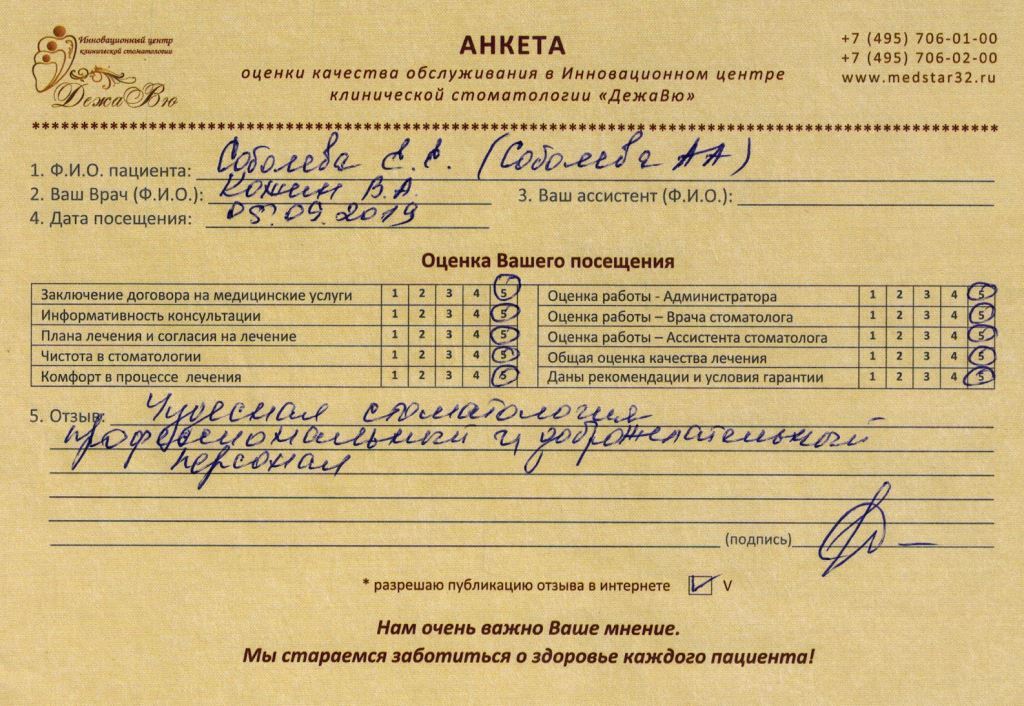 Инновационный центр
клинической стоматологии
ДежаВю
АНКЕТА
оценки качества обслуживания в Инновационном центре
клинической стоматологии «ДежаВю»
+7 (495) 706-01-00
+7 (495) 706-02-00
www.medstar32.ru
1. Ф.И.О. пациента: Соболева Е.Е. (Соболева АА)
2. Ваш Врач (Ф.И.О.): Кожин В.А. 3. Ваш ассистент (Ф.И.О.):
4. Дата посещения: 05.09.2019
Оценка Вашего посещения
Заключение договора на медицинские услуги 1 2 3 4 5 Оценка работы - Администратора 1 2 3 4 5
Информативность консультации 1 2 3 4 5 Оценка работы – Врача стоматолога 1 2 3 4 5
Плана лечения и согласия на лечение 1 2 3 4 5 Оценка работы – Ассистента стоматолога 1 2 3 4 5
Чистота в стоматологии 1 2 3 4 5 Общая оценка качества лечения 1 2 3 4 5
Комфорт в процессе лечения 1 2 3 4 5 Даны рекомендации и условия гарантии 1 2 3 4 5
5. Отзыв: Чудесная стоматология
профессиональный и доброжелательный
персонал
(подпись)
* разрешаю публикацию отзыва в интернете V
Нам очень важно Ваше мнение.
Мы стараемся заботиться о здоровье каждого пациента!